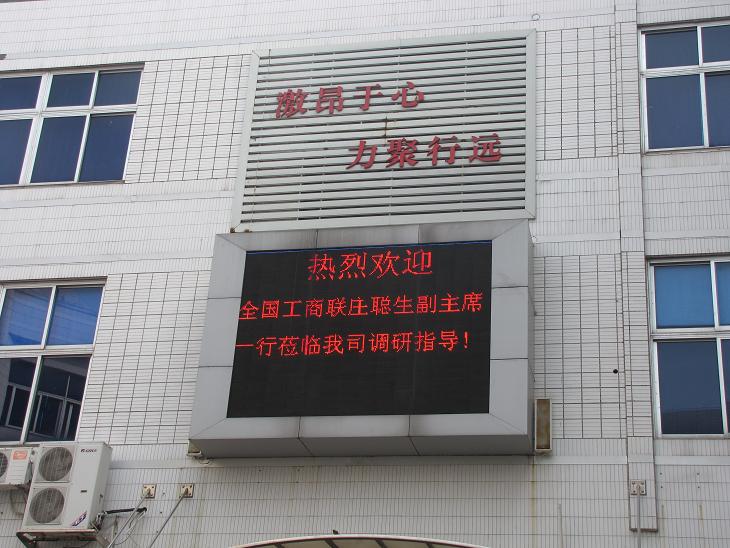 激昂于心
力聚行远
热烈欢迎
全国工商联庄聪生副主席
一行莅临我司调研指导!